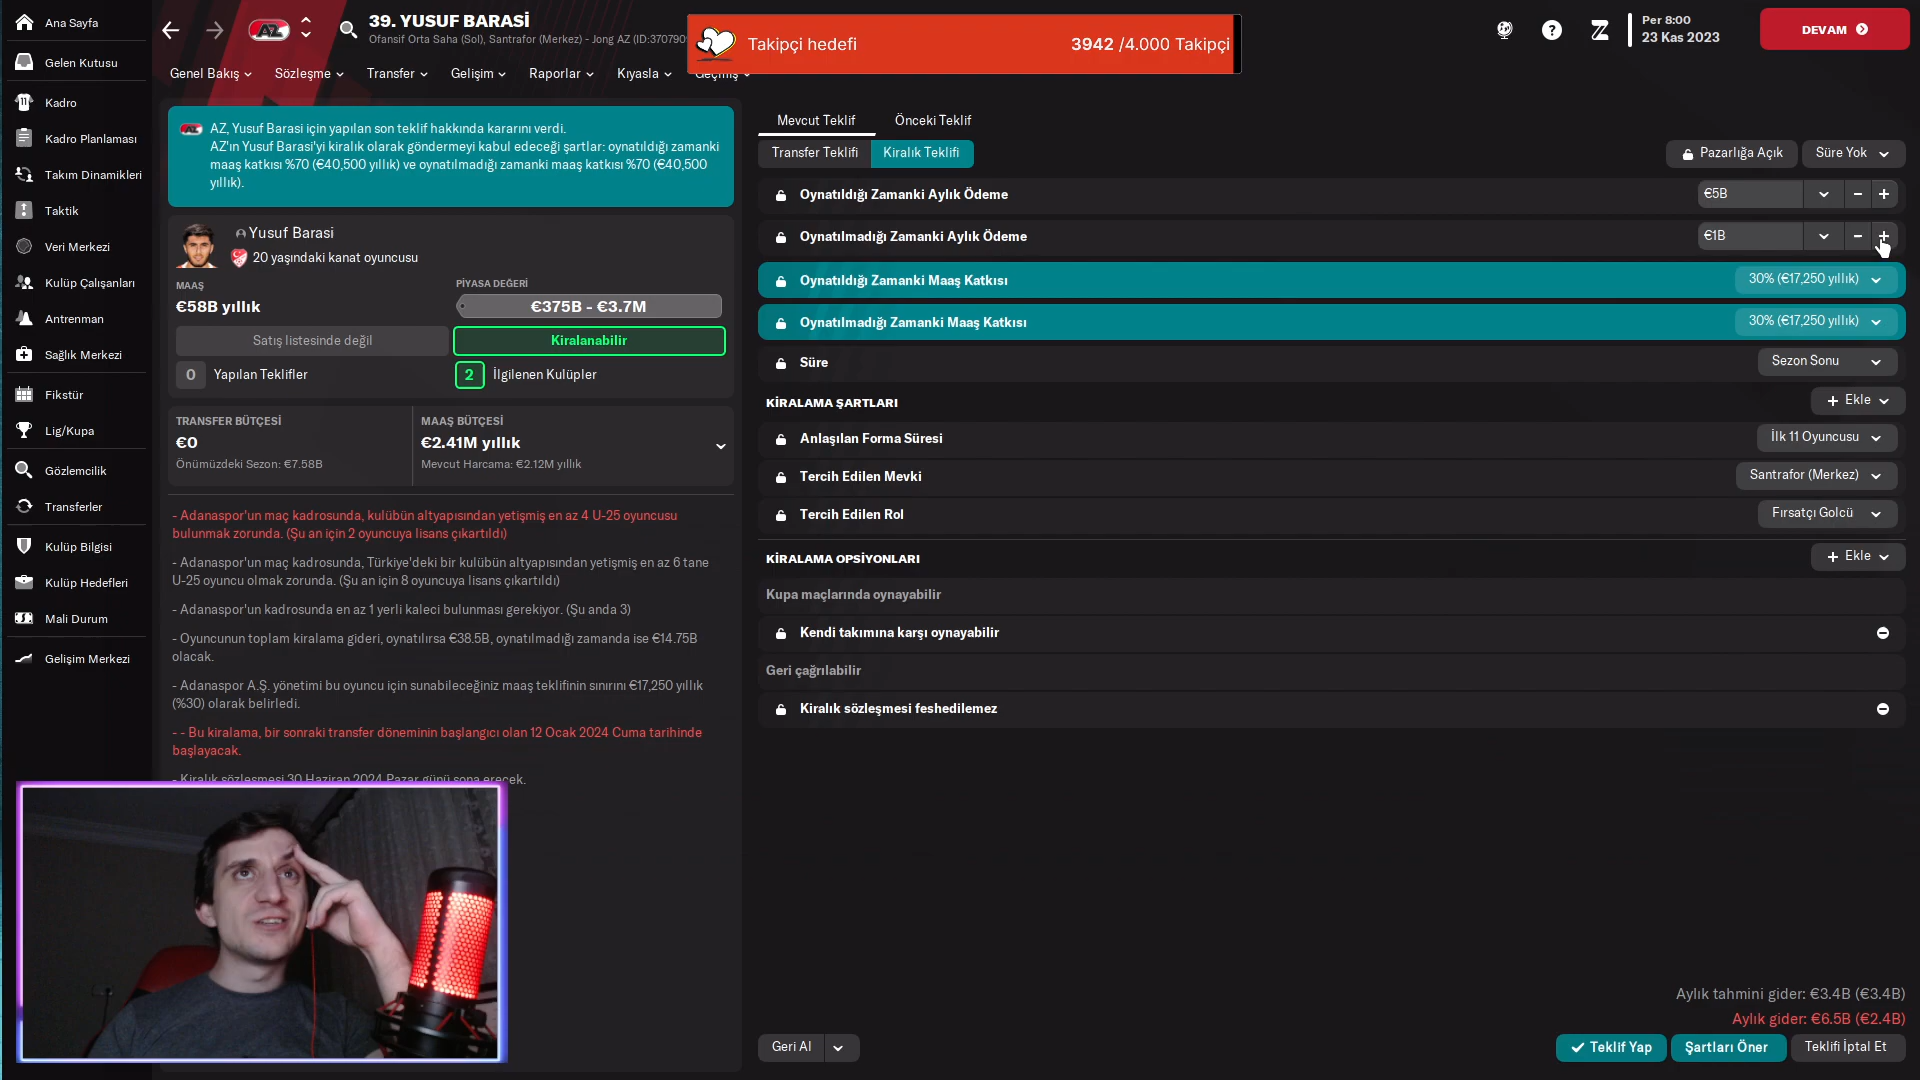 Ana Sayfa
Gelen Kutusu
Kadro
Kadro Planlaması
Takım Dinamikleri
Taktik
Veri Merkezi
Kulüp Çalışanları
Antrenman
Sağlık Merkezi
Fikstür
Lig/Kupa
Gözlemcilik
Transferler
Kulüp Bilgisi
Kulüp Hedefleri
Mali Durum
Gelişim Merkezi
AZ
39. YUSUF BARASİ
Ofansif Orta Saha (Sol), Santrafor (Merkez) - Jong AZ (ID:370790
Takipçi hedefi
3942 /4.000 Takipçi
Per 8:00
23 Kas 2023
DEVAM
Genel Bakış
Sözleşme
Transfer
Gelişim
Raporlar
Kıyasla
Geçmiş
AZ, Yusuf Barasi için yapılan son teklif hakkında kararını verdi.
AZ'ın Yusuf Barasi'yi kiralık olarak göndermeyi kabul edeceği şartlar: oynatıldığı zamanki
maaş katkısı %70 (€40,500 yıllık) ve oynatılmadığı zamanki maaş katkısı %70 (€40,500
yıllık).
Yusuf Barasi
20 yaşındaki kanat oyuncusu
MAAŞ
€58B yıllık
PİYASA DEĞERİ
€375B - €3.7M
Satış listesinde değil
Kiralanabilir
0 Yapılan Teklifler
2 İlgilenen Kulüpler
TRANSFER BÜTÇESİ
€0
Önümüzdeki Sezon: €7.58B
MAAŞ BÜTÇESİ
€2.41M yıllık
Mevcut Harcama: €2.12M yıllık
- Adanaspor'un maç kadrosunda, kulübün altyapısından yetişmiş en az 4 U-25 oyuncusu
bulunmak zorunda. (Şu an için 2 oyuncuya lisans çıkartıldı)
- Adanaspor'un maç kadrosunda, Türkiye'deki bir kulübün altyapısından yetişmiş en az 6 tane
U-25 oyuncu olmak zorunda. (Şu an için 8 oyuncuya lisans çıkartıldı)
- Adanaspor'un kadrosunda en az 1 yerli kaleci bulunması gerekiyor. (Şu anda 3)
- Oyuncunun toplam kiralama gideri, oynatılırsa €38.5B, oynatılmadığı zamanda ise €14.75B
olacak.
- Adanaspor A.Ş. yönetimi bu oyuncu için sunabileceğiniz maaş teklifinin sınırını €17,250 yıllık
(%30) olarak belirledi.
- - Bu kiralama, bir sonraki transfer döneminin başlangıcı olan 12 Ocak 2024 Cuma tarihinde
başlayacak.
- Kiralık sözleşmesi 30 Haziran 2024 Pazar günü sona erecek.
Mevcut Teklif
Önceki Teklif
Transfer Teklifi
Kiralık Teklifi
Pazarlığa Açık
Süre Yok
Oynatıldığı Zamanki Aylık Ödeme
€5B
Oynatılmadığı Zamanki Aylık Ödeme
€1B
Oynatıldığı Zamanki Maaş Katkısı
30% (€17,250 yıllık)
Oynatılmadığı Zamanki Maaş Katkısı
30% (€17,250 yıllık)
Süre
Sezon Sonu
KİRALAMA ŞARTLARI
+ Ekle
Anlaşılan Forma Süresi
İlk 11 Oyuncusu
Tercih Edilen Mevki
Santrafor (Merkez)
Tercih Edilen Rol
Fırsatçı Golcü
KİRALAMA OPSİYONLARI
+ Ekle
Kupa maçlarında oynayabilir
Kendi takımına karşı oynayabilir
Geri çağrılabilir
Kiralık sözleşmesi feshedilemez
Aylık tahmini gider: €3.4B (€3.4B)
Aylık gider: €6.5B (€2.4B)
Geri Al
Teklif Yap
Şartları Öner
Teklifi İptal Et